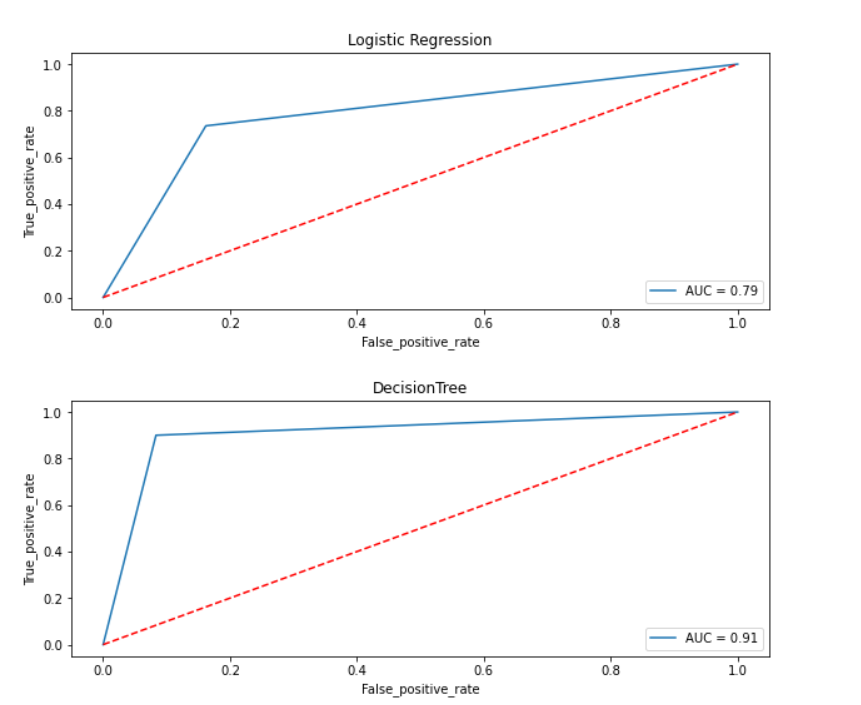 Logistic Regression
1.0
0.8
0.6
0.4
0.2
0.0
True_positive_rate
AUC = 0.79
0.0 0.2 0.4 0.6 0.8 1.0
False_positive_rate
DecisionTree
1.0
0.8
0.6
0.4
0.2
0.0
True_positive_rate
AUC = 0.91
0.0 0.2 0.4 0.6 0.8 1.0
False_positive_rate